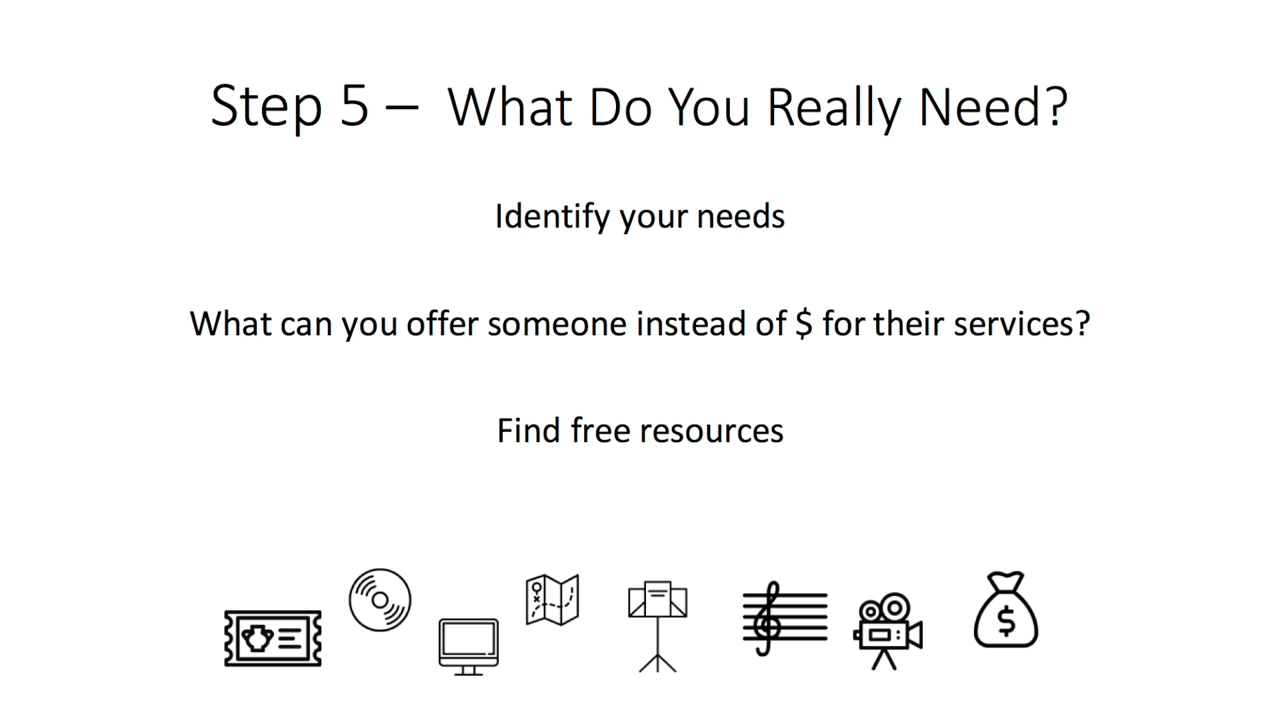 Step 5 – What Do You Really Need?
Identify your needs
What can you offer someone instead of $ for their services?
Find free resources
$